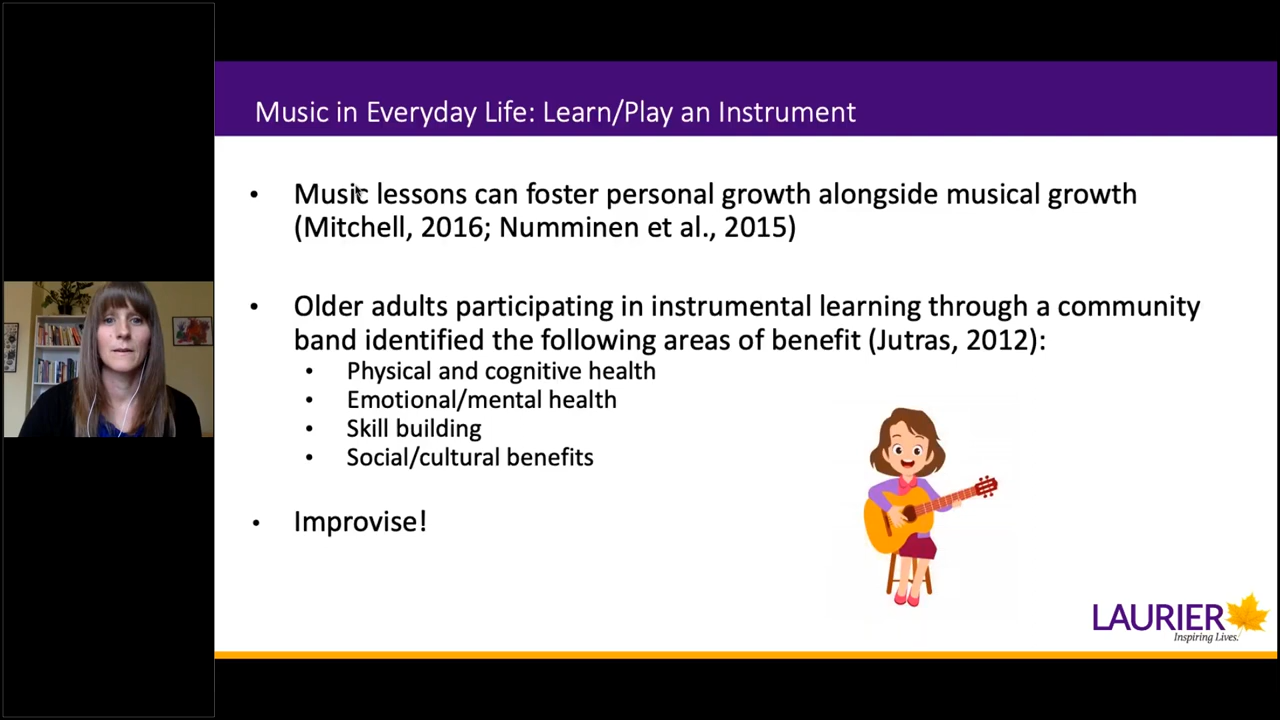 Music in Everyday Life: Learn/Play an Instrument
• Music lessons can foster personal growth alongside musical growth
(Mitchell, 2016; Numminen et al., 2015)
• Older adults participating in instrumental learning through a community
band identified the following areas of benefit (Jutras, 2012):
• Physical and cognitive health
• Emotional/mental health
• Skill building
• Social/cultural benefits
• Improvise!
LAURIER
Inspiring Lives.